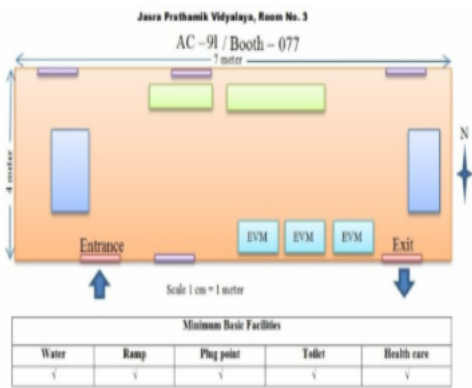 Jasra Prathamik Vidyalaya, Room No. 3
AC –91 / Booth – 077
7 meter
4 meter
N
EVM EVM EVM
Entrance
Exit
Scale 1 cm = 1 meter
Minimum Basic Facilities
Water Ramp Plug point Toilet Health care
√ √ √ √ √